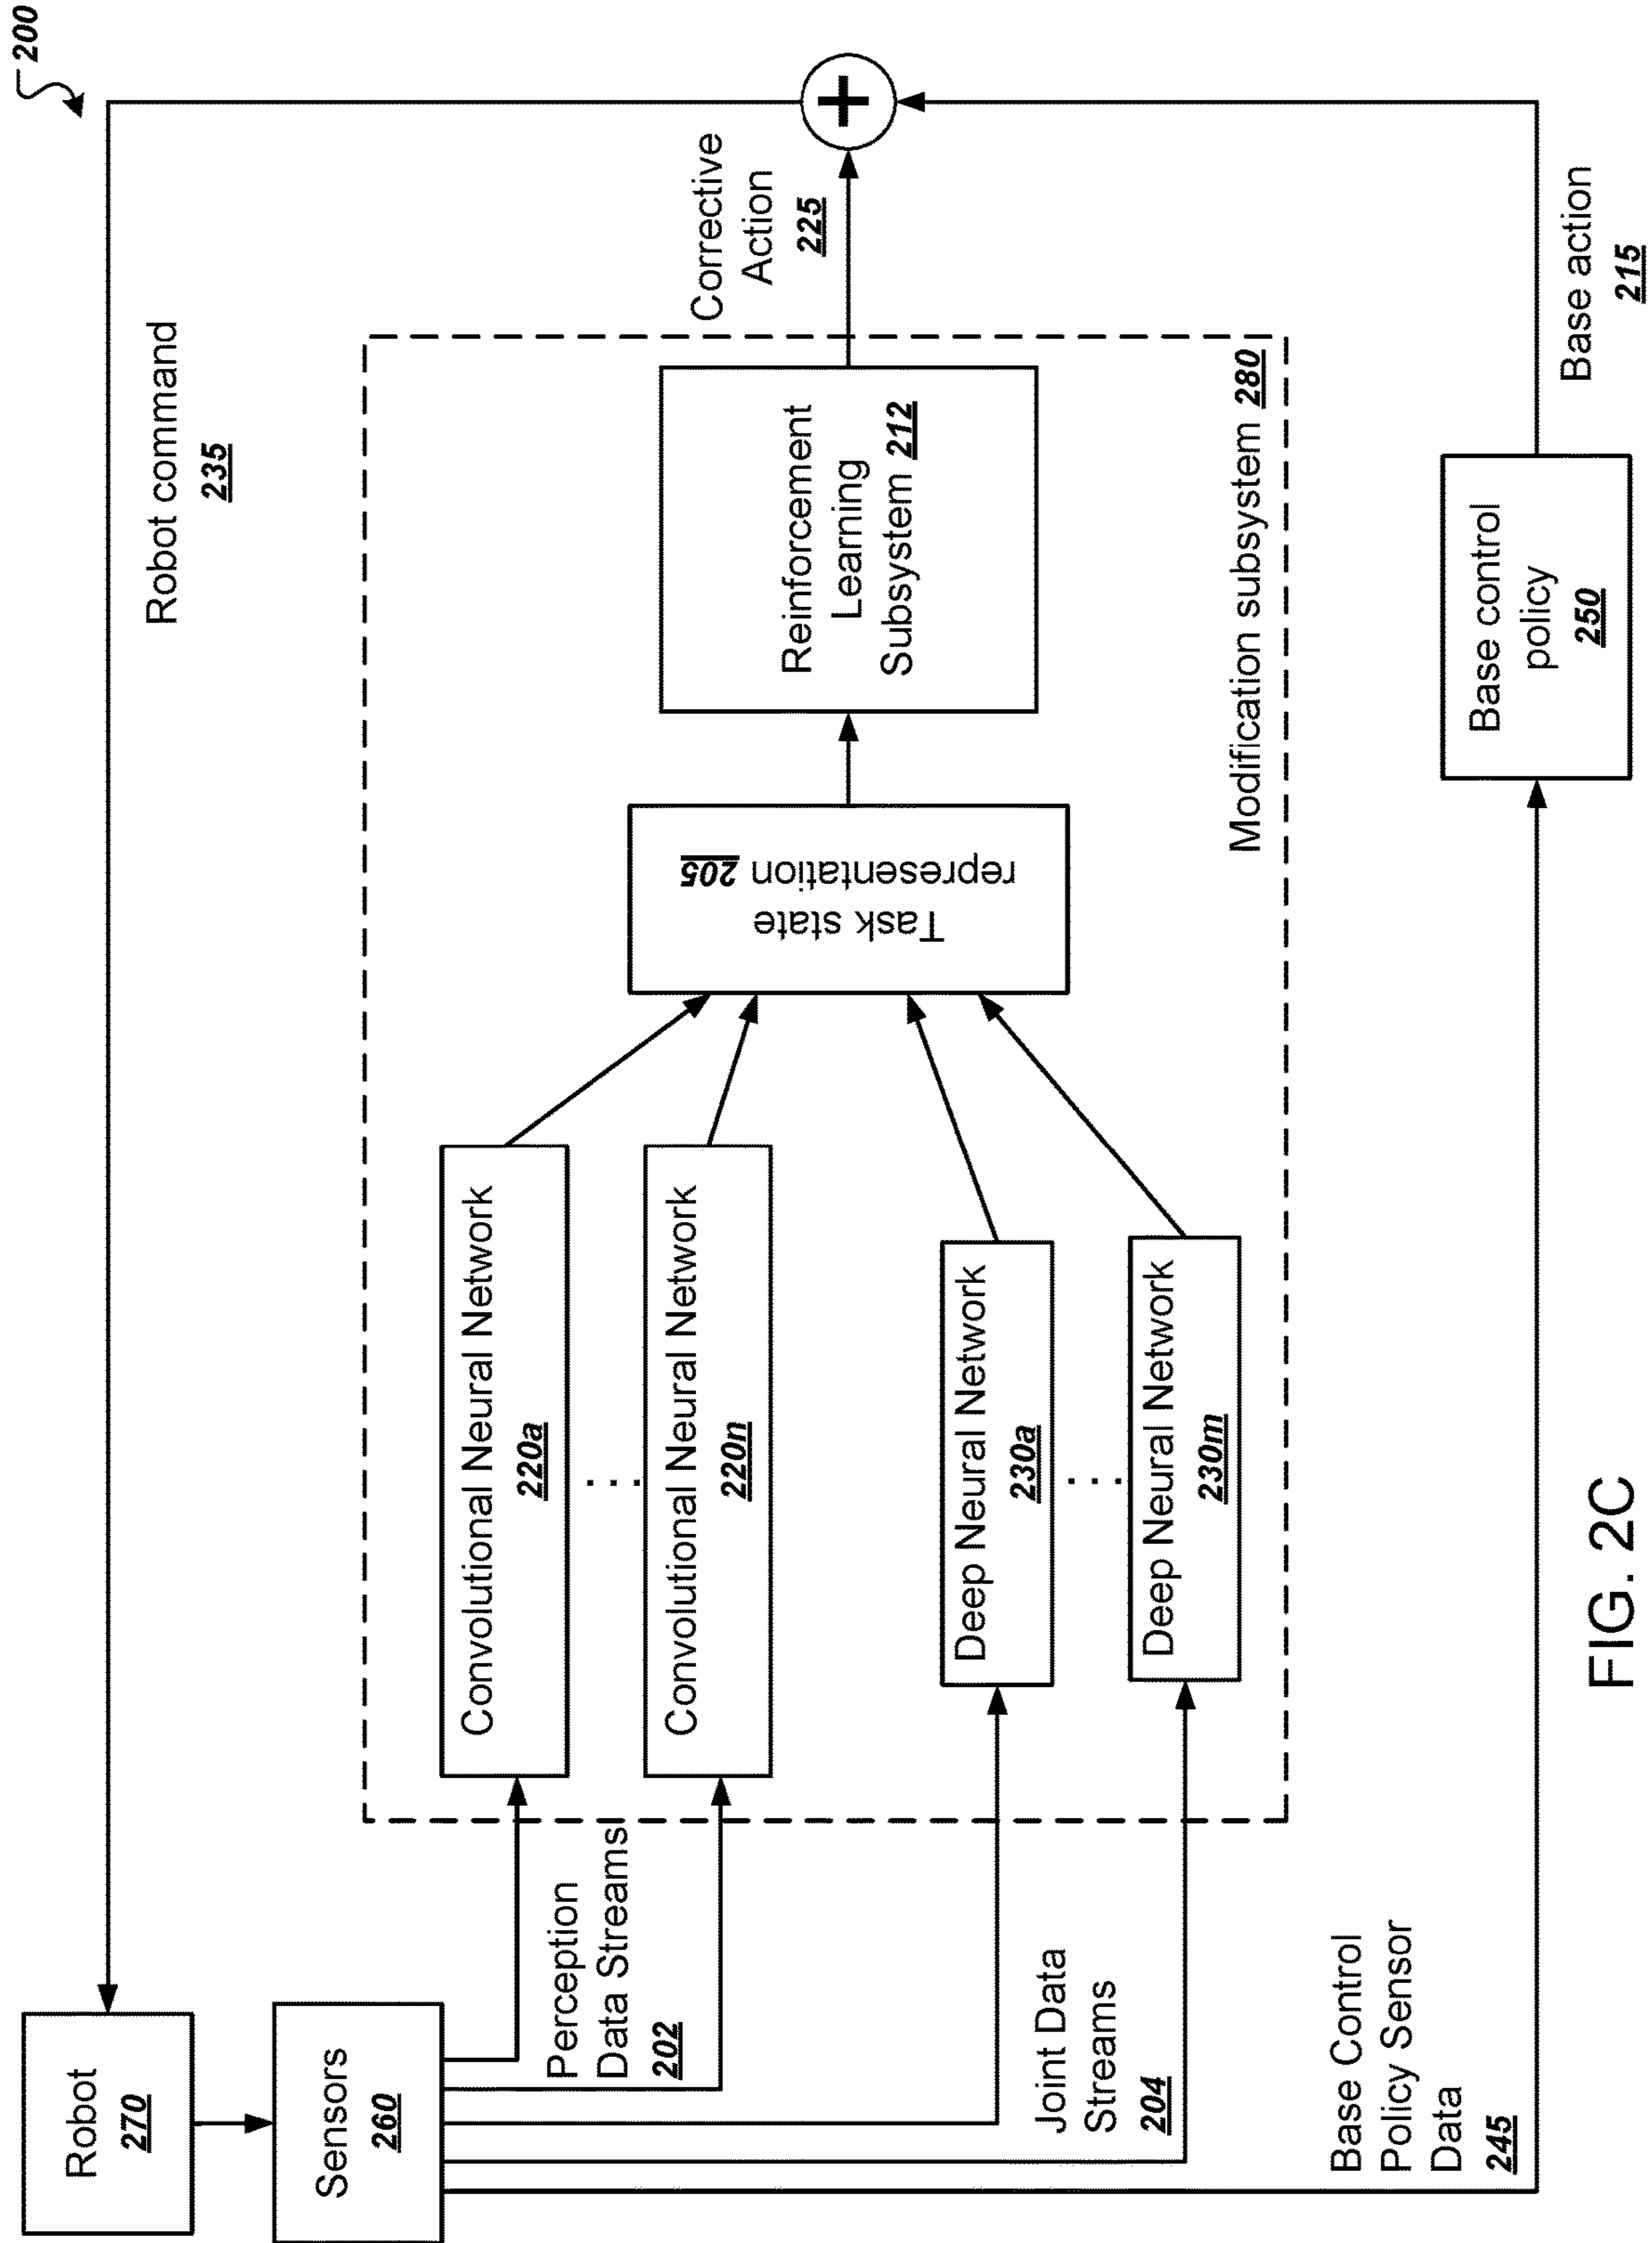 200
Robot command
235
Robot
270
Sensors
260
Perception
Data Streams
202
Joint Data
Streams
204
Base Control
Policy Sensor
Data
245
Convolutional Neural Network
220a
. . .
Convolutional Neural Network
220n
Deep Neural Network
230a
. . .
Deep Neural Network
230m
Task state
representation 205
Reinforcement
Learning
Subsystem 212
Modification subsystem 280
Corrective
Action
225
+
Base control
policy
250
Base action
215
FIG. 2C